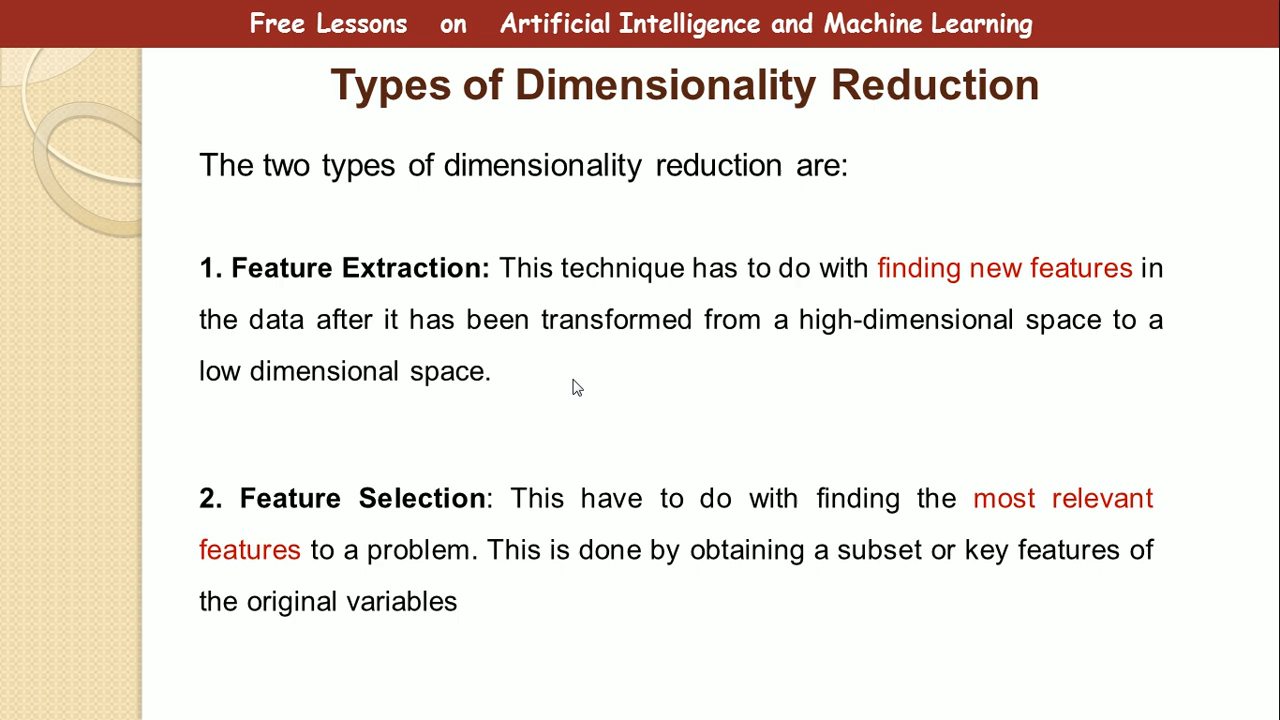 Free Lessons on Artificial Intelligence and Machine Learning
Types of Dimensionality Reduction
The two types of dimensionality reduction are:
1. Feature Extraction: This technique has to do with finding new features in
the data after it has been transformed from a high-dimensional space to a
low dimensional space.
2. Feature Selection: This have to do with finding the most relevant
features to a problem. This is done by obtaining a subset or key features of
the original variables